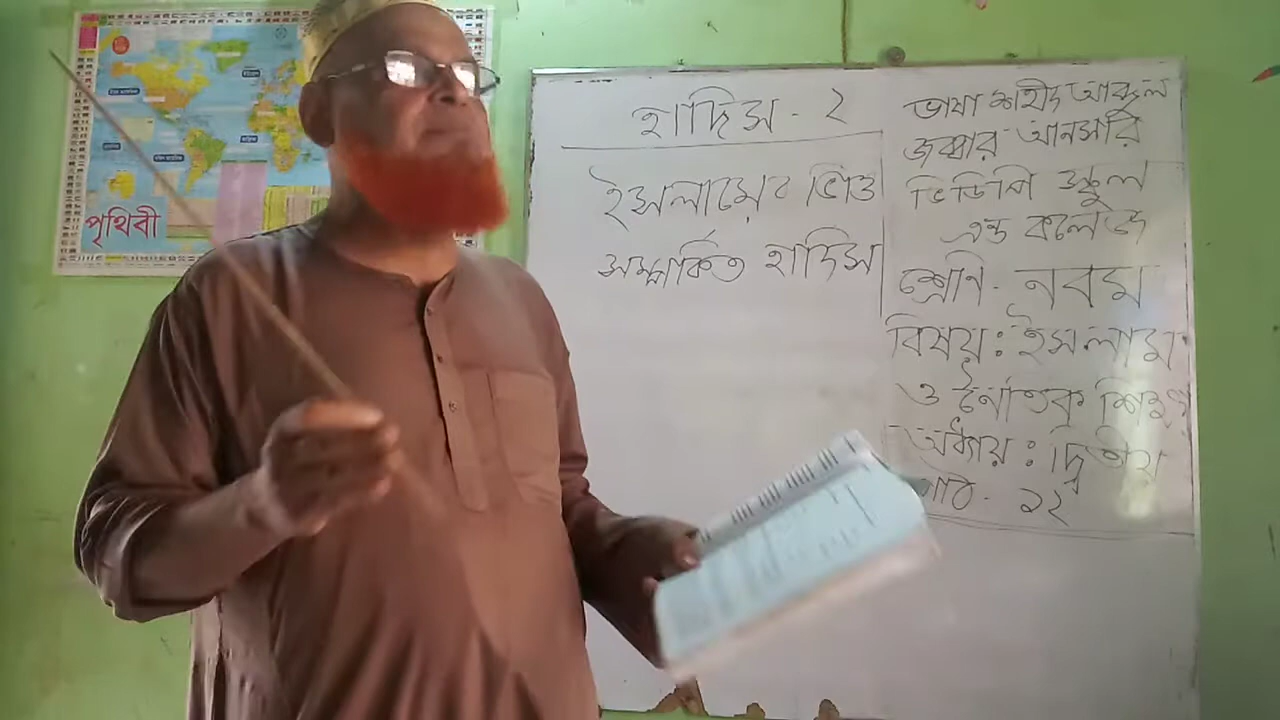 পৃথিবী
হাদিস - ২
ইসলামের ভিত্তি
সম্পর্কিত হাদিস
ভাষা শহীদ আব্দুল
জব্বার আনসারি
ভিডিপি স্কুল
এন্ড কলেজ
শ্রেণি - নবম
বিষয়: ইসলাম
ও নৈতিক শিক্ষা
অধ্যায়: দ্বিতীয়
পাঠ - ১২